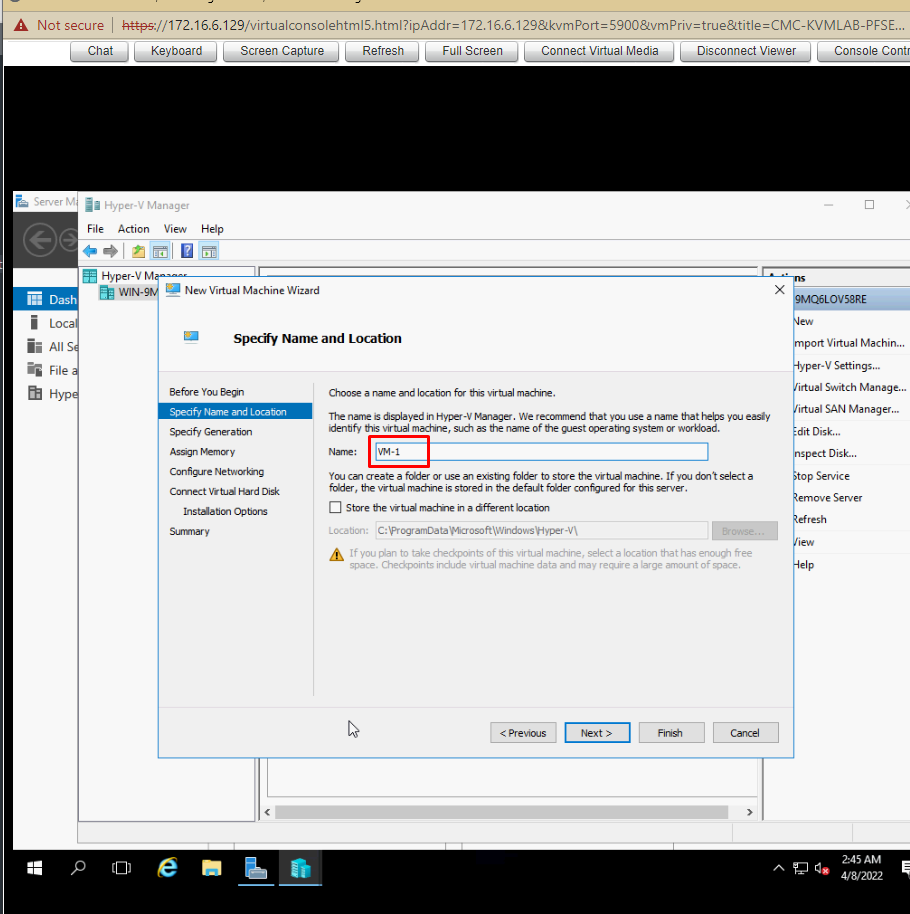 Not secure | https://172.16.6.129/virtualconsolehtml5.html?ipAddr=172.16.6.129&kvmPort=5900&vmPriv=true&title=CMC-KVMLAB-PFSE...
Chat Keyboard Screen Capture Refresh Full Screen Connect Virtual Media Disconnect Viewer Console Contr
Server Ma
Hyper-V Manager
File Action View Help
Hyper-V Manager
WIN-9M
Dash
Local
All Se
File a
Hype
New Virtual Machine Wizard
Specify Name and Location
Before You Begin
Specify Name and Location
Specify Generation
Assign Memory
Configure Networking
Connect Virtual Hard Disk
Installation Options
Summary
Choose a name and location for this virtual machine.
The name is displayed in Hyper-V Manager. We recommend that you use a name that helps you easily
identify this virtual machine, such as the name of the guest operating system or workload.
Name: VM-1
You can create a folder or use an existing folder to store the virtual machine. If you don't select a
folder, the virtual machine is stored in the default folder configured for this server.
Store the virtual machine in a different location
Location: C:\ProgramData\Microsoft\Windows\Hyper-V\ Browse...
If you plan to take checkpoints of this virtual machine, select a location that has enough free
space. Checkpoints include virtual machine data and may require a large amount of space.
< Previous Next > Finish Cancel
ns
9MQ6LOV58RE
New
mport Virtual Machin...
Hyper-V Settings...
Virtual Switch Manage...
Virtual SAN Manager...
Edit Disk...
nspect Disk...
Stop Service
Remove Server
Refresh
View
Help
2:45 AM
4/8/2022